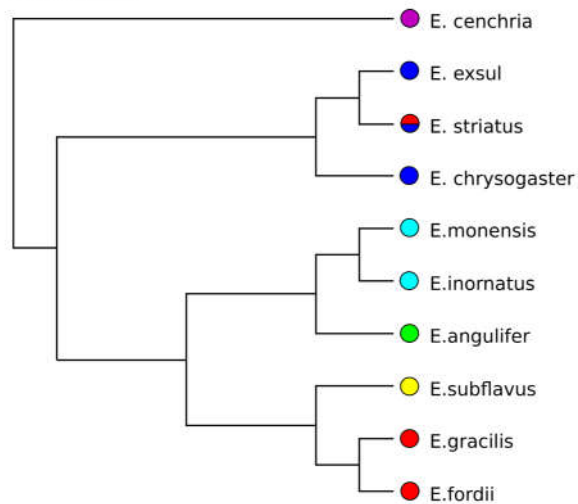 E. cenchria
E. exsul
E. striatus
E. chrysogaster
E.monensis
E.inornatus
E.angulifer
E.subflavus
E.gracilis
E.fordii